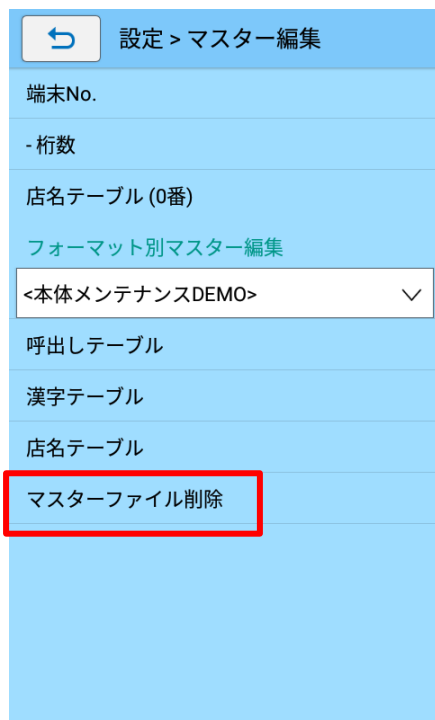 設定 > マスター編集
端末No.
- 桁数
店名テーブル (0番)
フォーマット別マスター編集
<本体メンテナンスDEMO>
呼出しテーブル
漢字テーブル
店名テーブル
マスターファイル削除